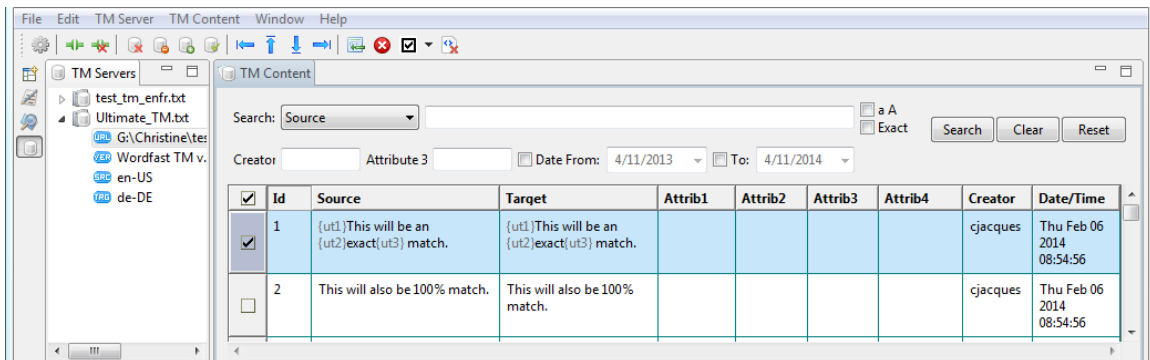 File Edit TM Server TM Content Window Help
TM Servers
test_tm_enfr.txt
Ultimate_TM.txt
URL G:\Christine\tes
VER Wordfast TM v.
SRC en-US
TRG de-DE
TM Content
Search: Source a A
Exact Search Clear Reset
Creator Attribute 3 Date From: 4/11/2013 To: 4/11/2014
Id Source Target Attrib1 Attrib2 Attrib3 Attrib4 Creator Date/Time
1 {ut1}This will be an {ut1}This will be an cjacques Thu Feb 06
{ut2}exact{ut3} match. {ut2}exact{ut3} match. 2014
08:54:56
2 This will also be 100% match. This will also be 100% cjacques Thu Feb 06
match. 2014
08:54:56